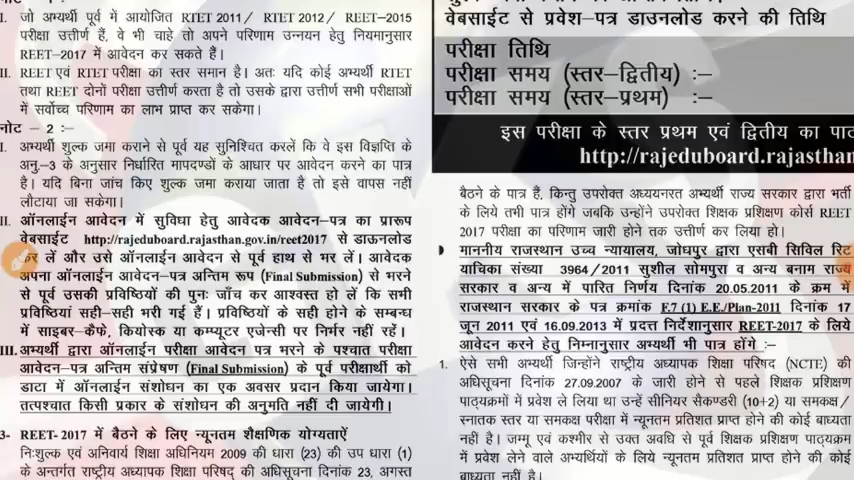 I. जो अभ्यर्थी पूर्व में आयोजित RTET 2011/ RTET 2012/ REET-2015
परीक्षा उत्तीर्ण हैं, वे भी चाहे तो अपने परिणाम उन्नयन हेतु नियमानुसार
REET-2017 में आवेदन कर सकते हैं।
II. REET एवं RTET परीक्षा का स्तर समान है। अतः यदि कोई अभ्यर्थी RTET
तथा REET दोनों परीक्षा उत्तीर्ण करता है तो उसके द्वारा उत्तीर्ण सभी परीक्षाओं
में सर्वोच्च परिणाम का लाभ प्राप्त कर सकेगा।
नोट – 2 :–
I. अभ्यर्थी शुल्क जमा कराने से पूर्व यह सुनिश्चित करलें कि वे इस विज्ञप्ति के
अनु.–3 के अनुसार निर्धारित मापदण्डों के आधार पर आवेदन करने का पात्र
है। यदि बिना जांच किए शुल्क जमा कराया जाता है तो इसे वापस नहीं
लौटाया जा सकेगा।
II. ऑनलाईन आवेदन में सुविधा हेतु आवेदक आवेदन–पत्र का प्रारूप
वेबसाईट http://rajeduboard.rajasthan.gov.in/reet2017 से डाऊनलोड
कर लें और उसे ऑनलाईन आवेदन से पूर्व हाथ से भर लें। आवेदक
अपना ऑनलाईन आवेदन–पत्र अन्तिम रूप (Final Submission) से भरने
से पूर्व उसकी प्रविष्ठियों की पुनः जाँच कर आश्वस्त हो लें कि सभी
प्रविष्ठियां सही–सही भरी गई हैं। प्रविष्ठियों के सही होने के सम्बन्ध
में साइबर–कैफे, कियोस्क या कम्प्यूटर एजेन्सी पर निर्भर नहीं रहें।
III. अभ्यर्थी द्वारा ऑनलाईन परीक्षा आवेदन पत्र भरने के पश्चात परीक्षा
आवेदन–पत्र अन्तिम संप्रेषण (Final Submission) के पूर्व परीक्षार्थी को
डाटा में ऑनलाईन संशोधन का एक अवसर प्रदान किया जायेगा।
तत्पश्चात किसी प्रकार के संशोधन की अनुमति नहीं दी जायेगी।
3- REET- 2017 में बैठने के लिए न्यूनतम शैक्षणिक योग्यताऐं
निःशुल्क एवं अनिवार्य शिक्षा अधिनियम 2009 की धारा (23) की उप धारा (1)
के अन्तर्गत राष्ट्रीय अध्यापक शिक्षा परिषद् की अधिसूचना दिनांक 23, अगस्त
वेबसाईट से प्रवेश–पत्र डाउनलोड करने की तिथि
परीक्षा तिथि
परीक्षा समय (स्तर–द्वितीय) :–
परीक्षा समय (स्तर–प्रथम) :–
इस परीक्षा के स्तर प्रथम एवं द्वितीय का पाठ
http://rajeduboard.rajasthan
बैठने के पात्र हैं, किन्तु उपरोक्त अध्ययनरत अभ्यर्थी राज्य सरकार द्वारा भर्ती
के लिये तभी पात्र होंगे जबकि उन्होंने उपरोक्त शिक्षक प्रशिक्षण कोर्स REET
2017 परीक्षा का परिणाम जारी होने तक उत्तीर्ण कर लिया हो।
माननीय राजस्थान उच्च न्यायालय, जोधपुर द्वारा एसबी सिविल रिट
याचिका संख्या 3964/2011 सुशील सोमपुरा व अन्य बनाम राज्य
सरकार व अन्य में पारित निर्णय दिनांक 20.05.2011 के क्रम में
राजस्थान सरकार के पत्र क्रमांक F.7 (1) E.E./Plan-2011 दिनांक 17
जून 2011 एवं 16.09.2013 में प्रदत्त निर्देशानुसार REET-2017 के लिये
आवेदन करने हेतु निम्नानुसार अभ्यर्थी भी पात्र होंगे :–
1. ऐसे सभी अभ्यर्थी जिन्होंने राष्ट्रीय अध्यापक शिक्षा परिषद (NCTE) की
अधिसूचना दिनांक 27.09.2007 के जारी होने से पहले शिक्षक प्रशिक्षण
पाठ्यक्रमों में प्रवेश ले लिया था उन्हें सीनियर सैकण्डरी (10+2) या समकक्ष/
स्नातक स्तर या समकक्ष परीक्षा में न्यूनतम प्रतिशत प्राप्त होने की कोई बाध्यता
नहीं है। जम्मू एवं कश्मीर से उक्त अवधि से पूर्व शिक्षक प्रशिक्षण पाठ्यक्रम
में प्रवेश लेने वाले अभ्यर्थियों के लिये न्यूनतम प्रतिशत प्राप्त होने की कोई
बाध्यता नहीं है।